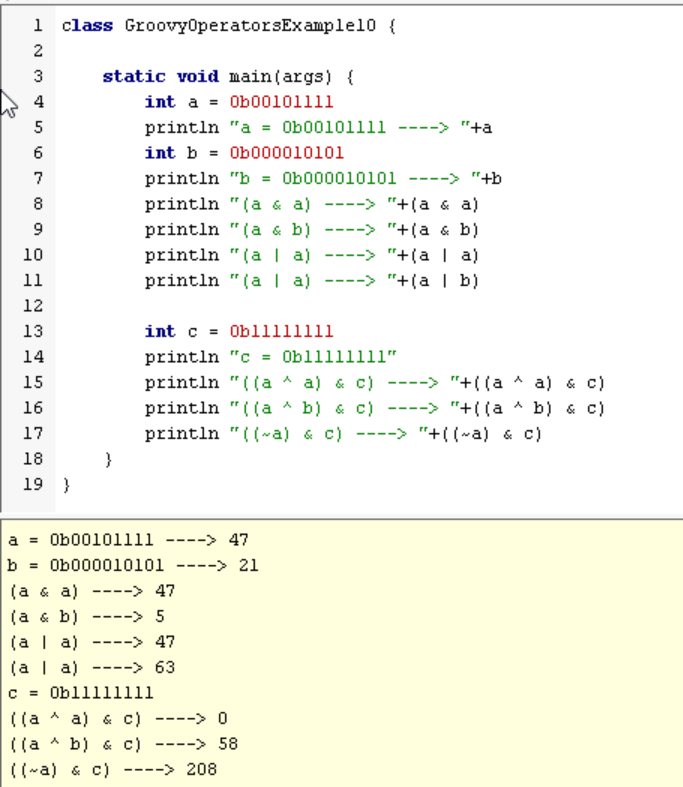 1 class GroovyOperatorsExample10 {
2
3 static void main(args) {
4 int a = 0b00101111
5 println "a = 0b00101111 ----> "+a
6 int b = 0b000010101
7 println "b = 0b000010101 ----> "+b
8 println "(a & a) ----> "+(a & a)
9 println "(a & b) ----> "+(a & b)
10 println "(a | a) ----> "+(a | a)
11 println "(a | a) ----> "+(a | b)
12
13 int c = 0b11111111
14 println "c = 0b11111111"
15 println "((a ^ a) & c) ----> "+((a ^ a) & c)
16 println "((a ^ b) & c) ----> "+((a ^ b) & c)
17 println "((~a) & c) ----> "+((~a) & c)
18 }
19 }
a = 0b00101111 ----> 47
b = 0b000010101 ----> 21
(a & a) ----> 47
(a & b) ----> 5
(a | a) ----> 47
(a | a) ----> 63
c = 0b11111111
((a ^ a) & c) ----> 0
((a ^ b) & c) ----> 58
((~a) & c) ----> 208